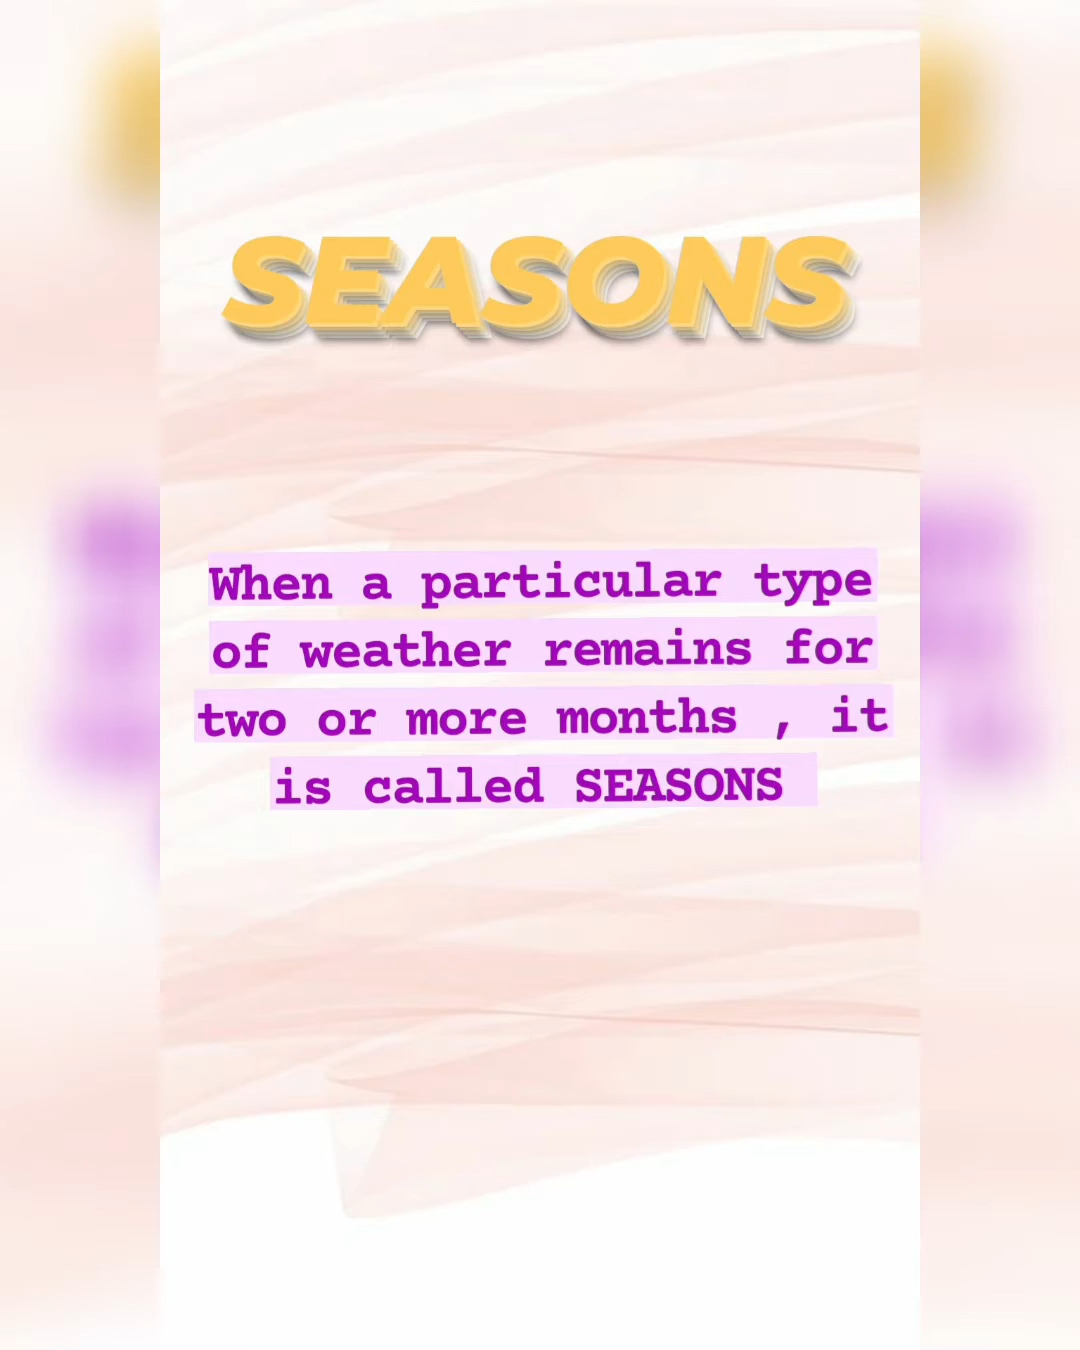 SEASONS
When a particular type
of weather remains for
two or more months , it
is called SEASONS